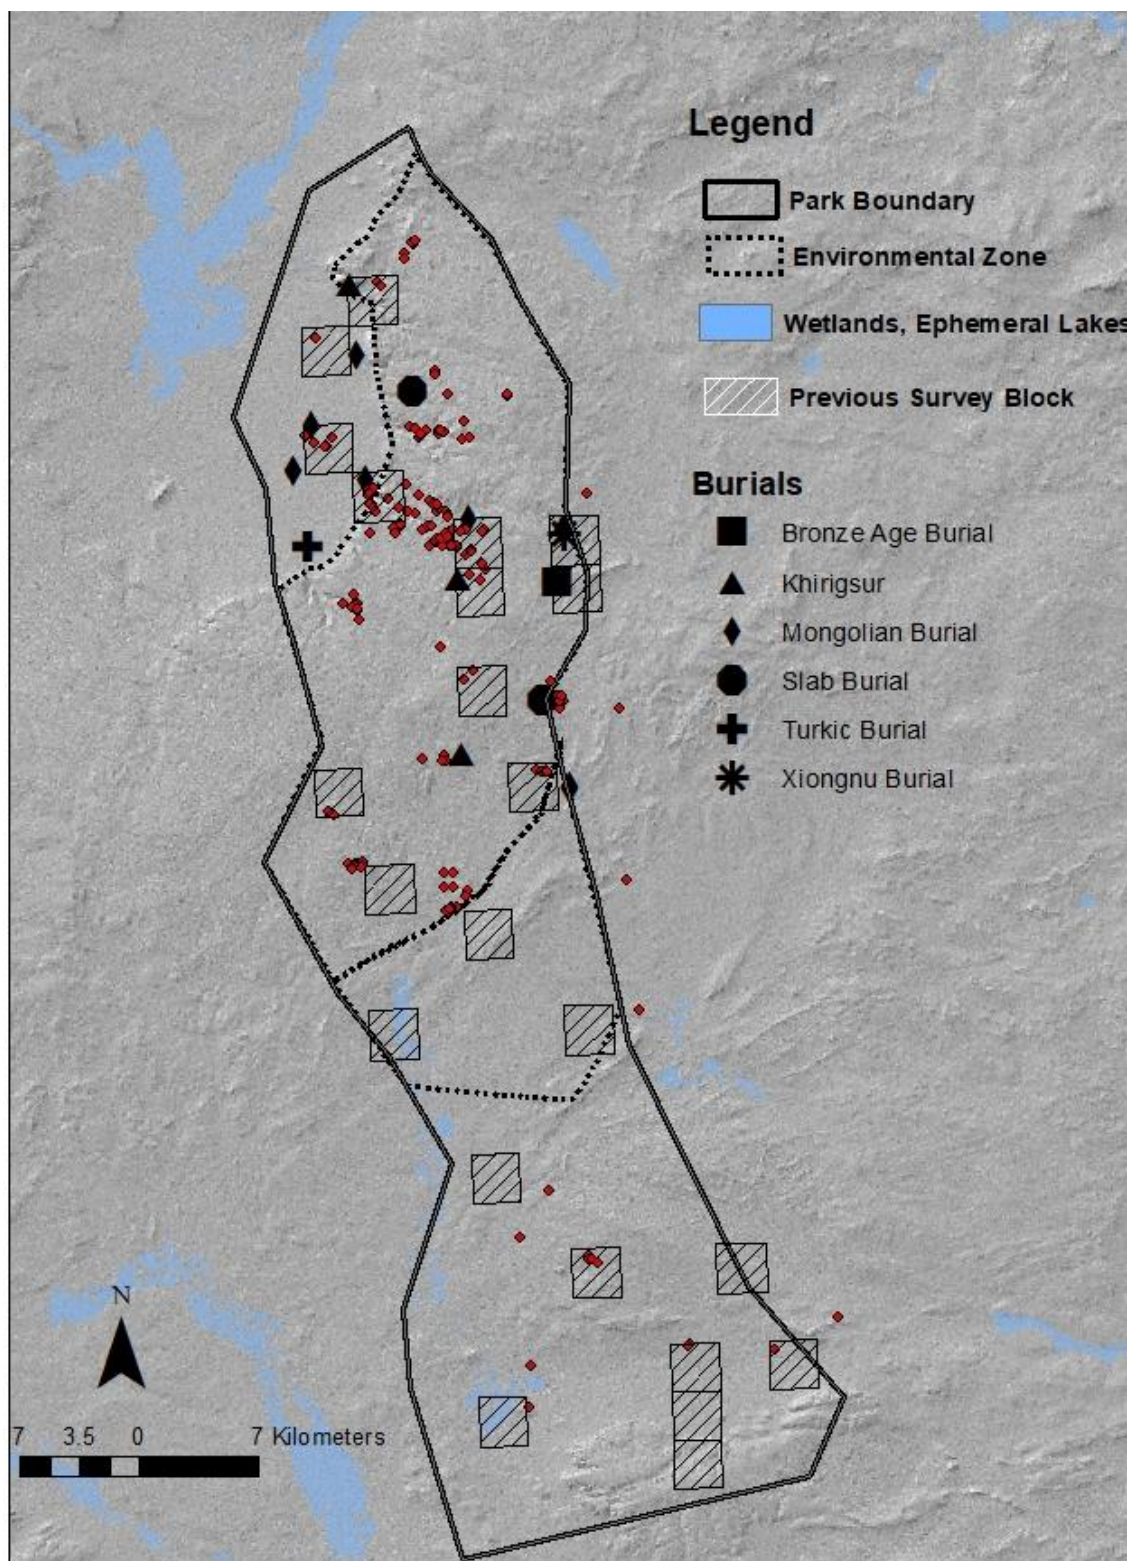 Legend
Park Boundary
Environmental Zone
Wetlands, Ephemeral Lakes
Previous Survey Block
Burials
Bronze Age Burial
Khirigsur
Mongolian Burial
Slab Burial
Turkic Burial
Xiongnu Burial
N
7 3.5 0 7 Kilometers